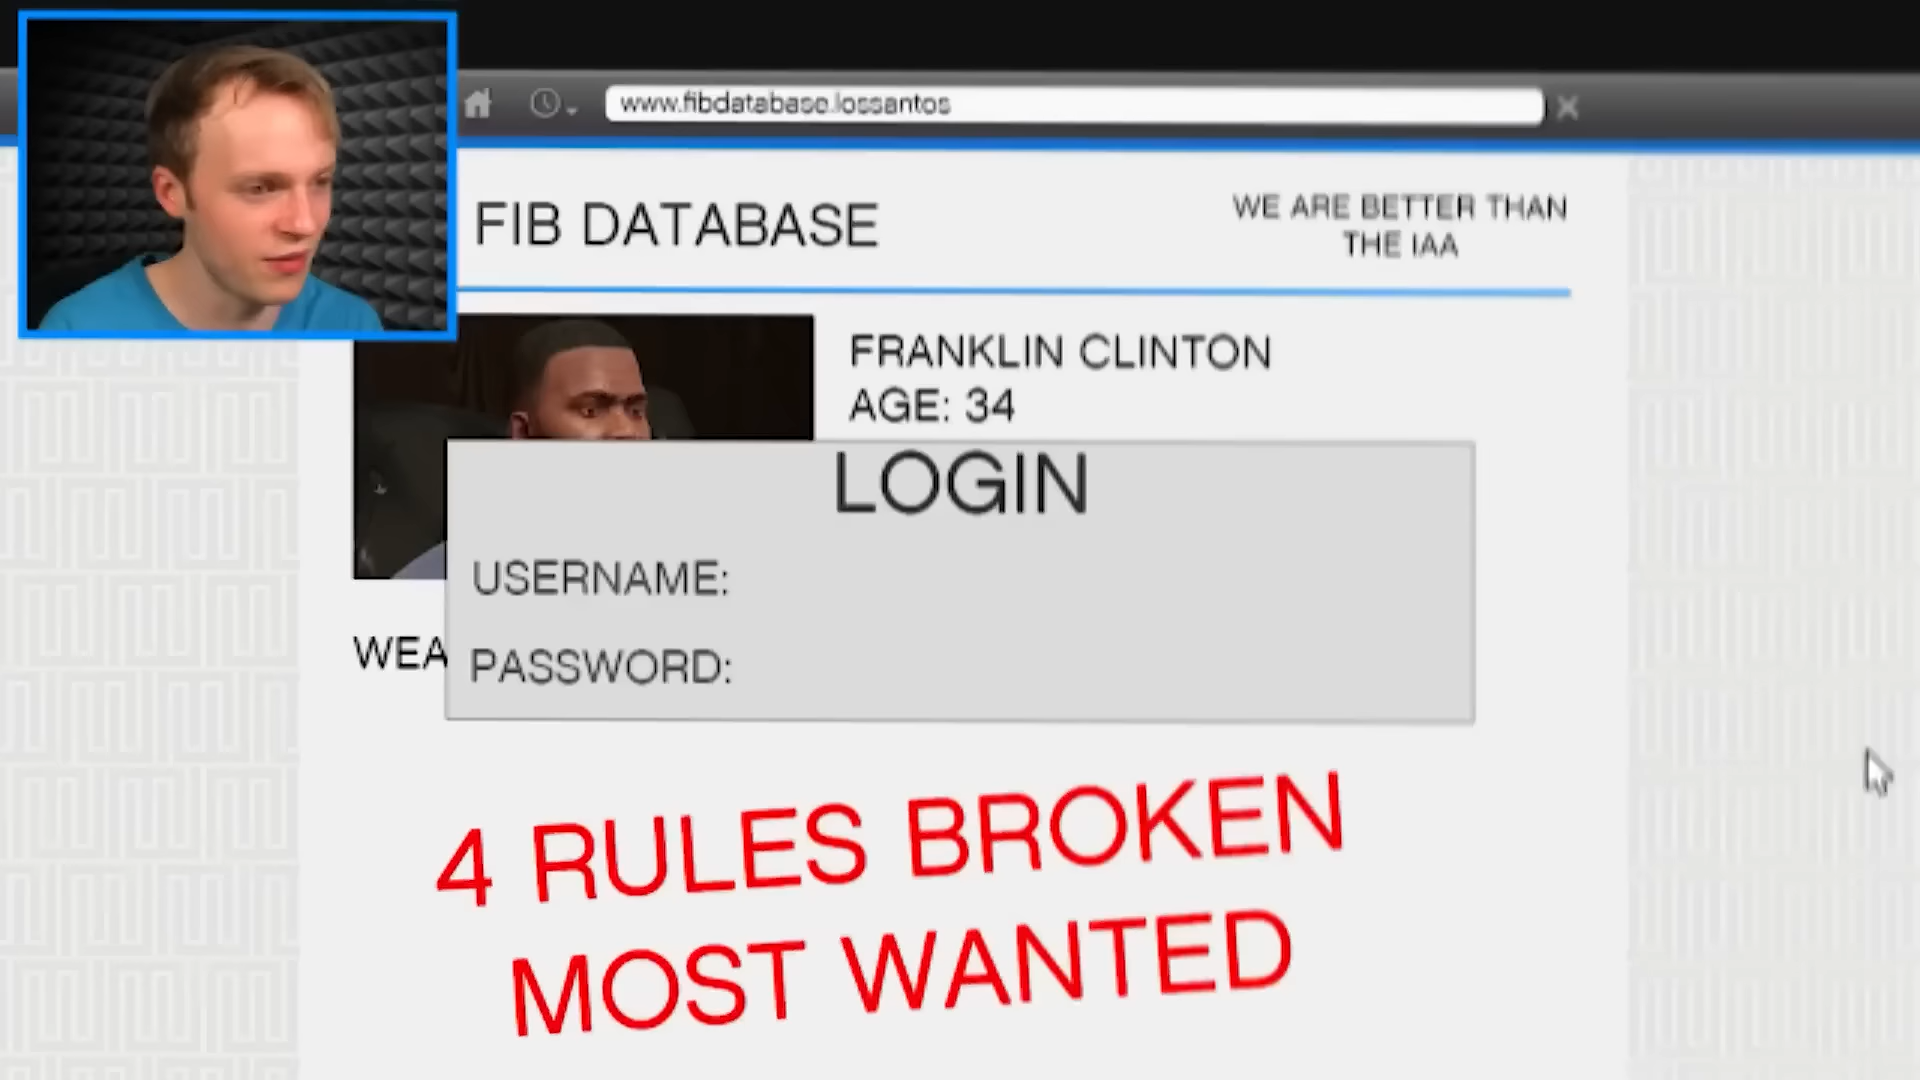 www.fibdatabase.lossantos
FIB DATABASE
WE ARE BETTER THAN
THE IAA
FRANKLIN CLINTON
AGE: 34
LOGIN
USERNAME:
WEA
PASSWORD:
4 RULES BROKEN
MOST WANTED